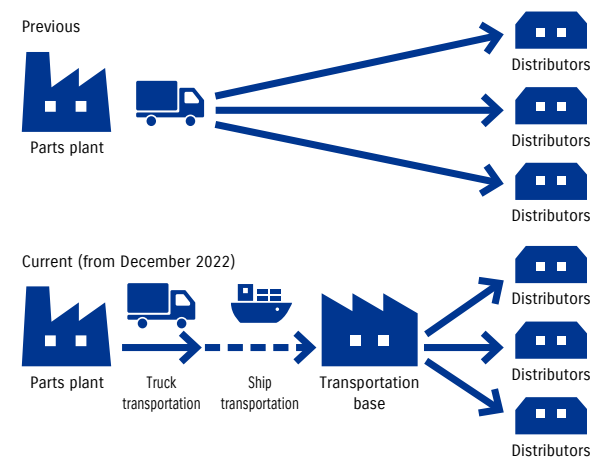 Previous
Distributors
Parts plant
Distributors
Distributors
Current (from December 2022)
Distributors
Parts plant
Truck
transportation
Ship
transportation
Transportation
base
Distributors
Distributors